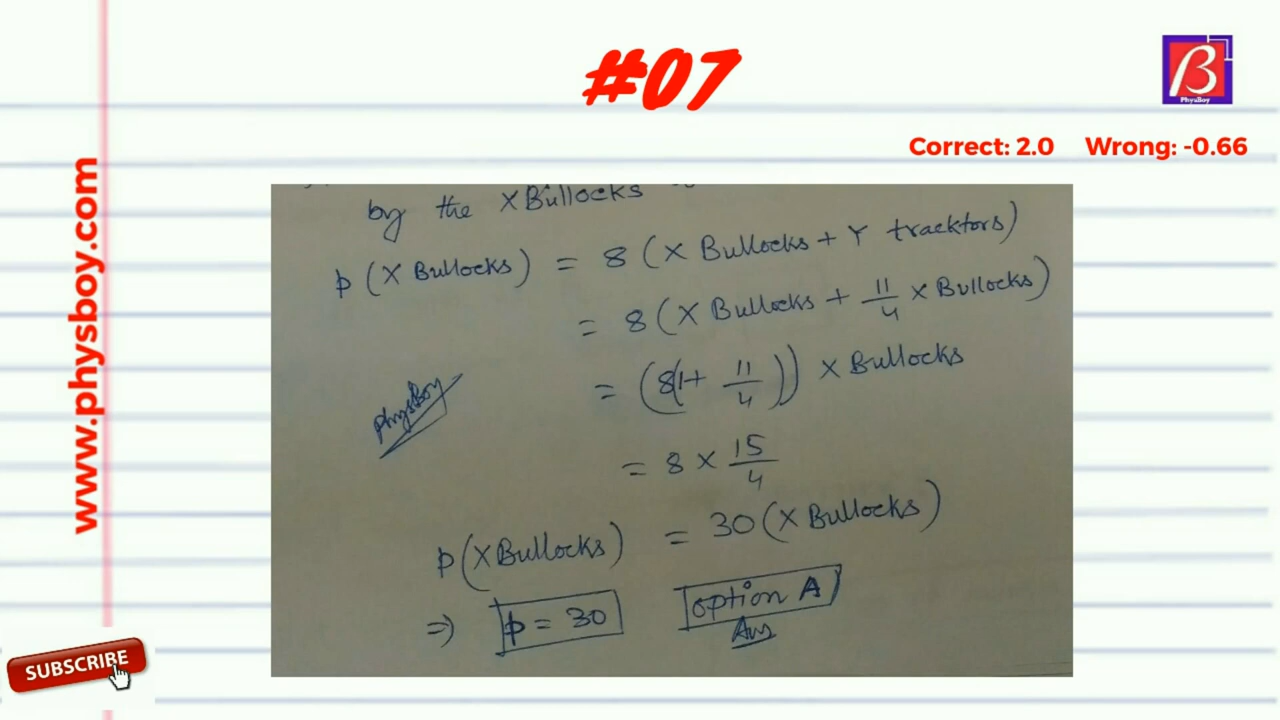 #07
β
PhysBoy
Correct: 2.0 Wrong: -0.66
www.physboy.com
by the X Bullocks
p (X Bullocks) = 8 (X Bullocks + Y tracktors)
= 8 (X Bullocks + 11/4 X Bullocks)
= (8(1+ 11/4)) X Bullocks
PhysBoy
= 8 × 15/4
p(X Bullocks) = 30 (X Bullocks)
⇒ p = 30 option A
Ans
SUBSCRIBE